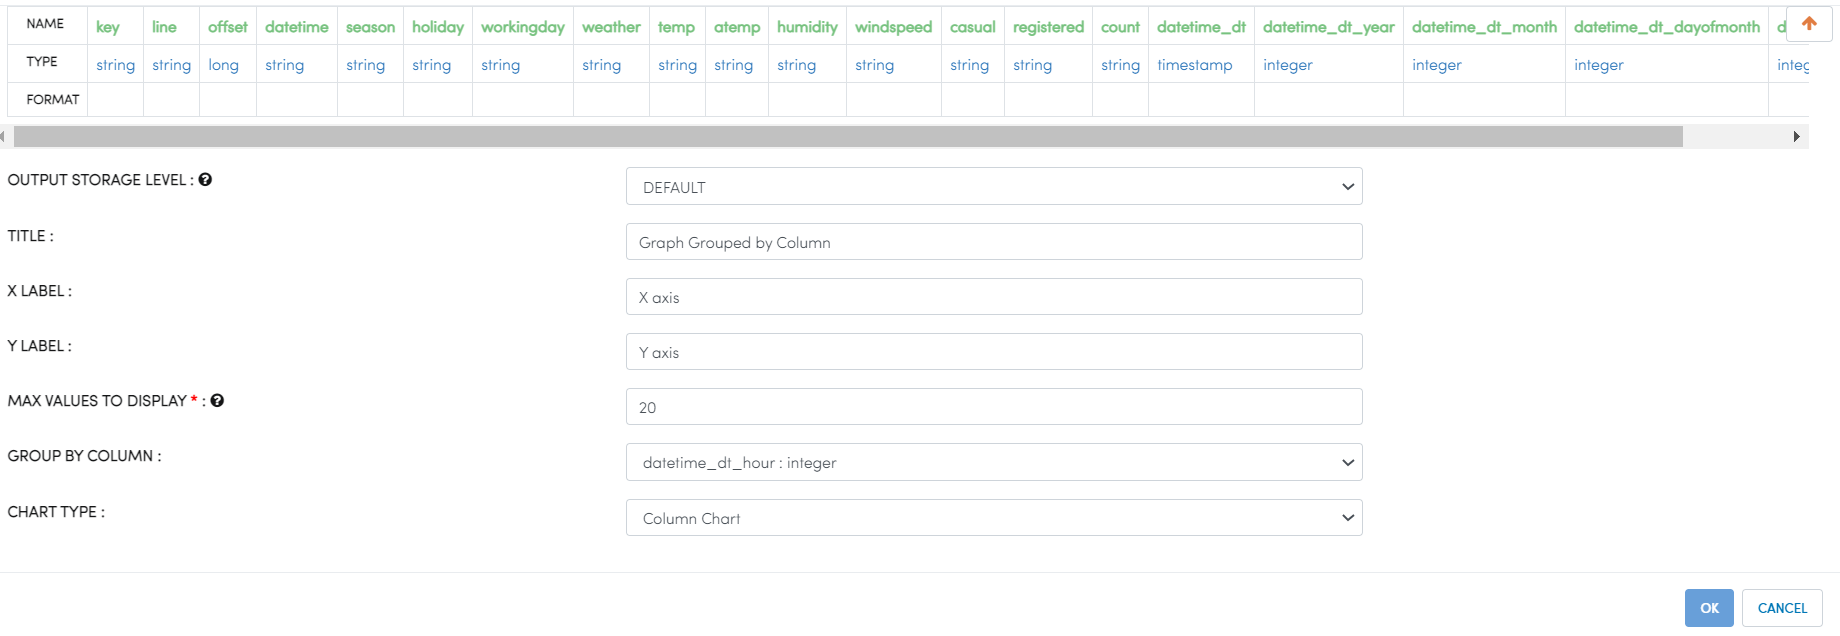 NAME key line offset datetime season holiday workingday weather temp atemp humidity windspeed casual registered count datetime_dt datetime_dt_year datetime_dt_month datetime_dt_dayofmonth d
TYPE string string long string string string string string string string string string string string string timestamp integer integer integer integ
FORMAT
OUTPUT STORAGE LEVEL : DEFAULT
TITLE : Graph Grouped by Column
X LABEL : X axis
Y LABEL : Y axis
MAX VALUES TO DISPLAY * : 20
GROUP BY COLUMN : datetime_dt_hour : integer
CHART TYPE : Column Chart
OK CANCEL